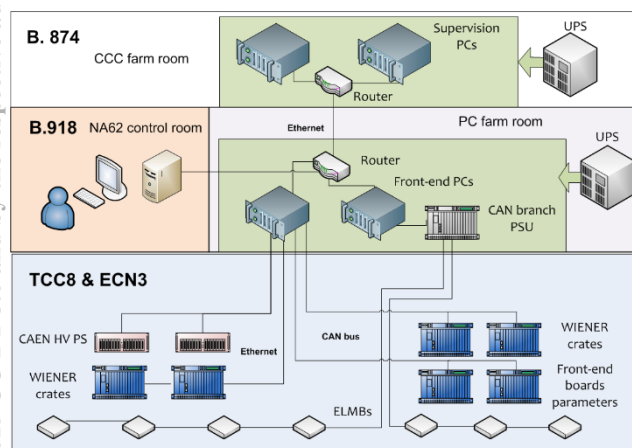 B. 874
CCC farm room
Supervision
PCs
UPS
Router
Ethernet
B.918 NA62 control room
PC farm room
UPS
Router
Front-end PCs
CAN branch
PSU
TCC8 & ECN3
CAEN HV PS
Ethernet
CAN bus
WIENER
crates
WIENER
crates
Front-end
boards
parameters
ELMBs